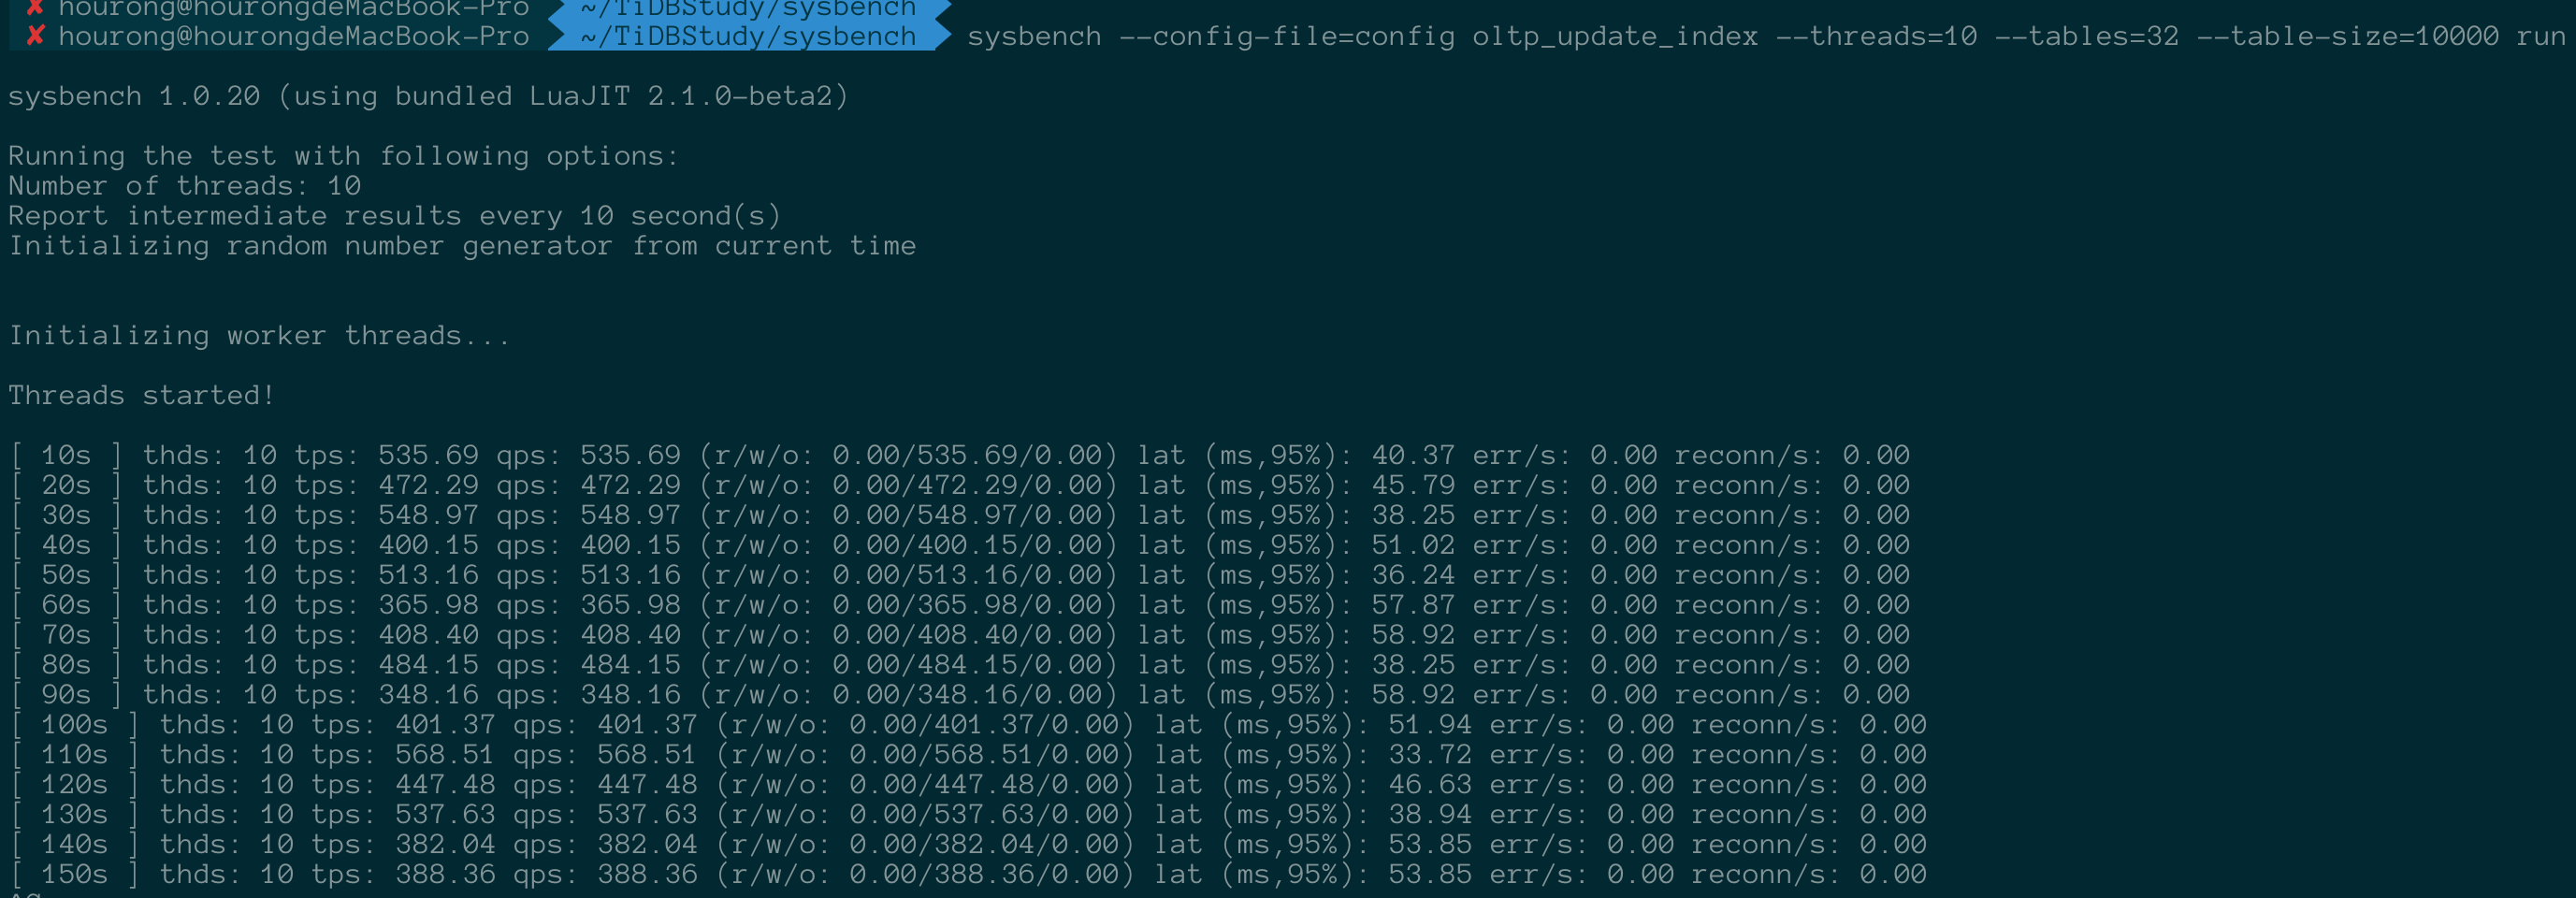 ✘ hourong@hourongdeMacBook-Pro ~/TiDBStudy/sysbench
✘ hourong@hourongdeMacBook-Pro ~/TiDBStudy/sysbench sysbench --config-file=config oltp_update_index --threads=10 --tables=32 --table-size=10000 run
sysbench 1.0.20 (using bundled LuaJIT 2.1.0-beta2)
Running the test with following options:
Number of threads: 10
Report intermediate results every 10 second(s)
Initializing random number generator from current time
Initializing worker threads...
Threads started!
[ 10s ] thds: 10 tps: 535.69 qps: 535.69 (r/w/o: 0.00/535.69/0.00) lat (ms,95%): 40.37 err/s: 0.00 reconn/s: 0.00
[ 20s ] thds: 10 tps: 472.29 qps: 472.29 (r/w/o: 0.00/472.29/0.00) lat (ms,95%): 45.79 err/s: 0.00 reconn/s: 0.00
[ 30s ] thds: 10 tps: 548.97 qps: 548.97 (r/w/o: 0.00/548.97/0.00) lat (ms,95%): 38.25 err/s: 0.00 reconn/s: 0.00
[ 40s ] thds: 10 tps: 400.15 qps: 400.15 (r/w/o: 0.00/400.15/0.00) lat (ms,95%): 51.02 err/s: 0.00 reconn/s: 0.00
[ 50s ] thds: 10 tps: 513.16 qps: 513.16 (r/w/o: 0.00/513.16/0.00) lat (ms,95%): 36.24 err/s: 0.00 reconn/s: 0.00
[ 60s ] thds: 10 tps: 365.98 qps: 365.98 (r/w/o: 0.00/365.98/0.00) lat (ms,95%): 57.87 err/s: 0.00 reconn/s: 0.00
[ 70s ] thds: 10 tps: 408.40 qps: 408.40 (r/w/o: 0.00/408.40/0.00) lat (ms,95%): 58.92 err/s: 0.00 reconn/s: 0.00
[ 80s ] thds: 10 tps: 484.15 qps: 484.15 (r/w/o: 0.00/484.15/0.00) lat (ms,95%): 38.25 err/s: 0.00 reconn/s: 0.00
[ 90s ] thds: 10 tps: 348.16 qps: 348.16 (r/w/o: 0.00/348.16/0.00) lat (ms,95%): 58.92 err/s: 0.00 reconn/s: 0.00
[ 100s ] thds: 10 tps: 401.37 qps: 401.37 (r/w/o: 0.00/401.37/0.00) lat (ms,95%): 51.94 err/s: 0.00 reconn/s: 0.00
[ 110s ] thds: 10 tps: 568.51 qps: 568.51 (r/w/o: 0.00/568.51/0.00) lat (ms,95%): 33.72 err/s: 0.00 reconn/s: 0.00
[ 120s ] thds: 10 tps: 447.48 qps: 447.48 (r/w/o: 0.00/447.48/0.00) lat (ms,95%): 46.63 err/s: 0.00 reconn/s: 0.00
[ 130s ] thds: 10 tps: 537.63 qps: 537.63 (r/w/o: 0.00/537.63/0.00) lat (ms,95%): 38.94 err/s: 0.00 reconn/s: 0.00
[ 140s ] thds: 10 tps: 382.04 qps: 382.04 (r/w/o: 0.00/382.04/0.00) lat (ms,95%): 53.85 err/s: 0.00 reconn/s: 0.00
[ 150s ] thds: 10 tps: 388.36 qps: 388.36 (r/w/o: 0.00/388.36/0.00) lat (ms,95%): 53.85 err/s: 0.00 reconn/s: 0.00